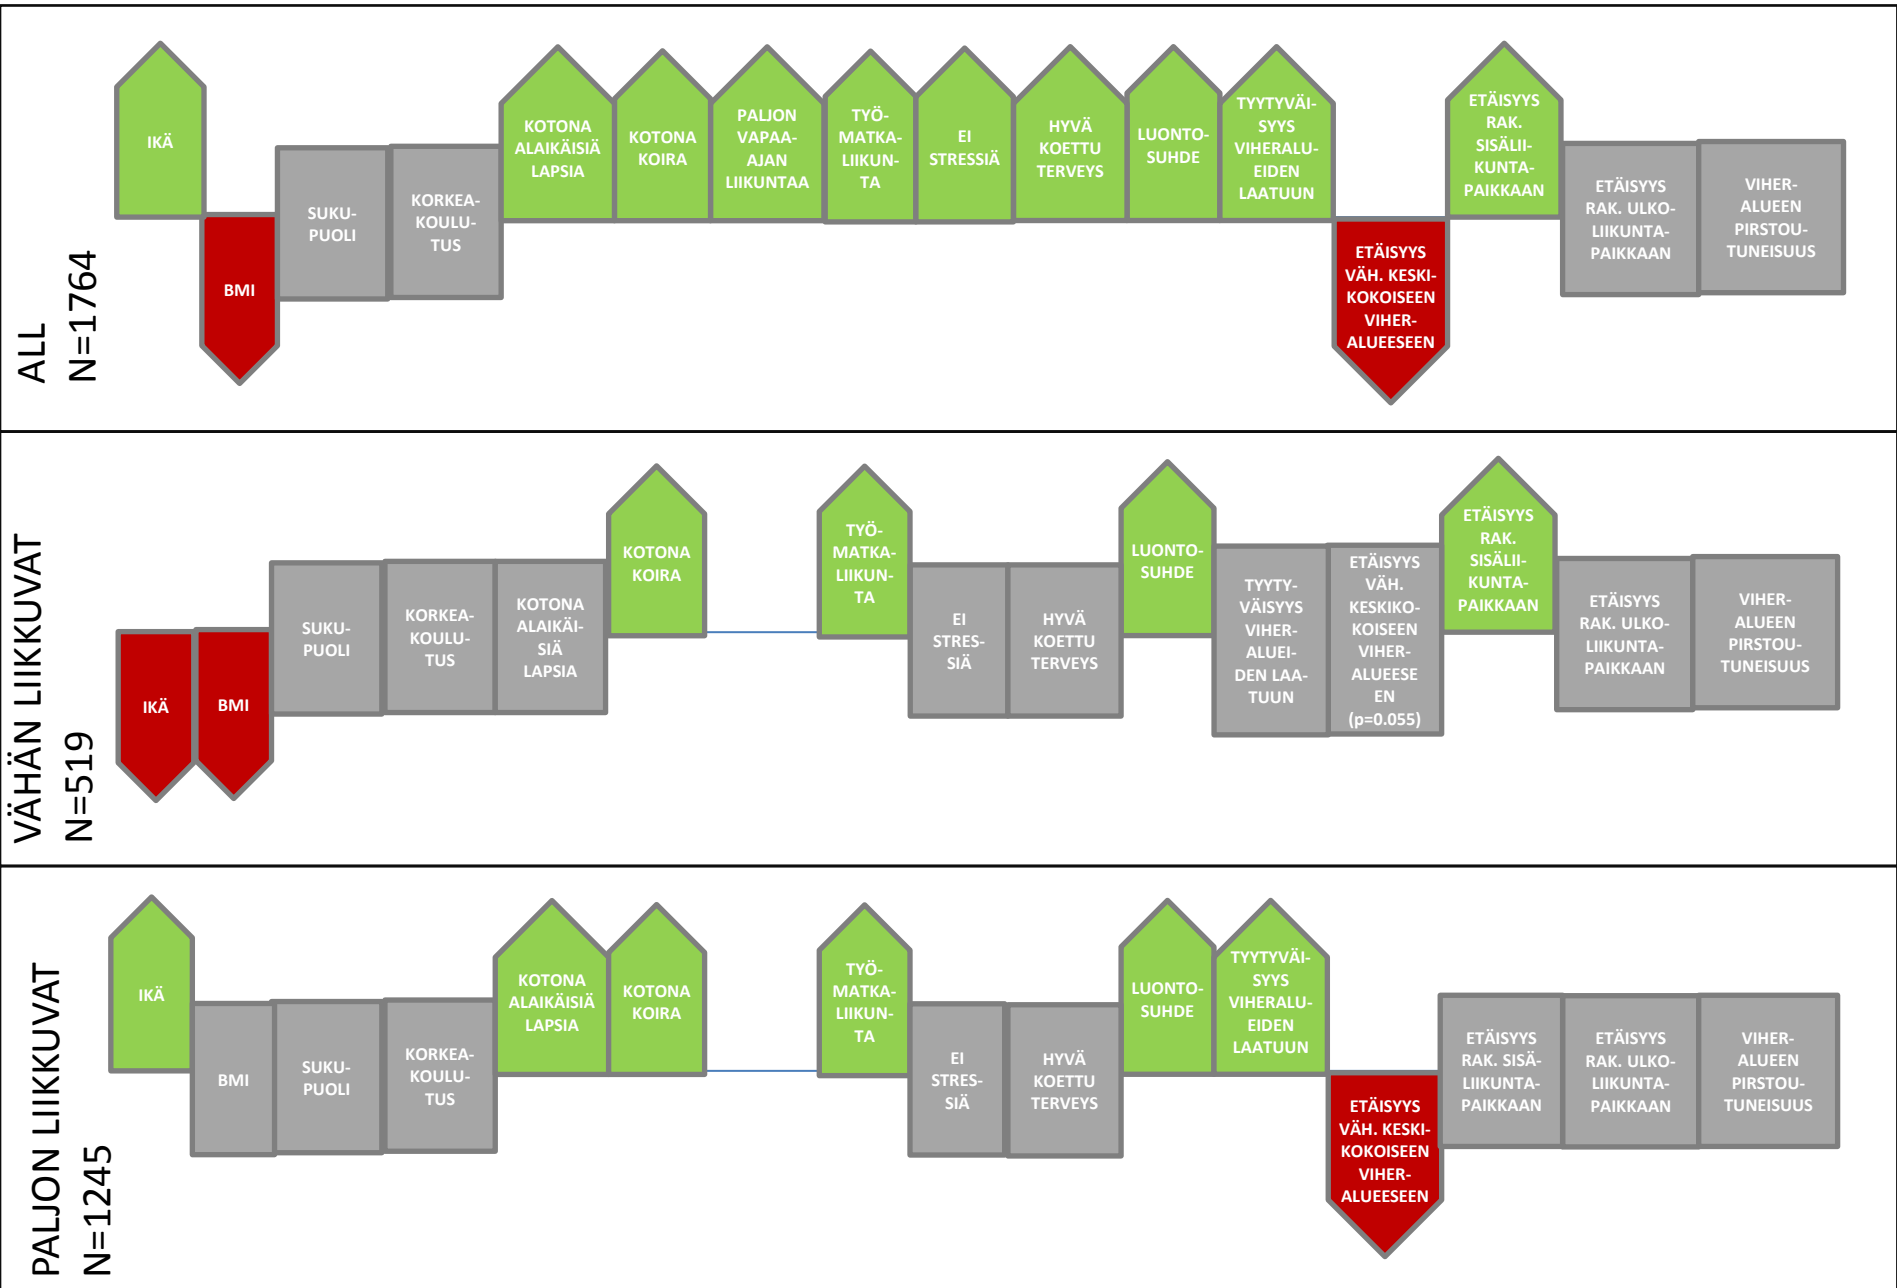 ALL
N=1764
IKÄ
BMI
SUKU-
PUOLI
KORKEA-
KOULU-
TUS
KOTONA
ALAIKÄISIÄ
LAPSIA
KOTONA
KOIRA
PALJON
VAPAA-
AJAN
LIIKUNTAA
TYÖ-
MATKA-
LIIKUN-
TA
EI
STRESSIÄ
HYVÄ
KOETTU
TERVEYS
LUONTO-
SUHDE
TYYTYVÄI-
SYYS
VIHERALU-
EIDEN
LAATUUN
ETÄISYYS
VÄH. KESKI-
KOKOISEEN
VIHER-
ALUEESEEN
ETÄISYYS
RAK.
SISÄLII-
KUNTA-
PAIKKAAN
ETÄISYYS
RAK. ULKO-
LIIKUNTA-
PAIKKAAN
VIHER-
ALUEEN
PIRSTOU-
TUNEISUUS
VÄHÄN LIIKKUVAT
N=519
IKÄ
BMI
SUKU-
PUOLI
KORKEA-
KOULU-
TUS
KOTONA
ALAIKÄI-
SIÄ
LAPSIA
KOTONA
KOIRA
TYÖ-
MATKA-
LIIKUN-
TA
EI
STRES-
SIÄ
HYVÄ
KOETTU
TERVEYS
LUONTO-
SUHDE
TYYTY-
VÄISYYS
VIHER-
ALUEI-
DEN LAA-
TUUN
ETÄISYYS
VÄH.
KESKIKO-
KOISEEN
VIHER-
ALUEESE
EN
(p=0.055)
ETÄISYYS
RAK.
SISÄLII-
KUNTA-
PAIKKAAN
ETÄISYYS
RAK. ULKO-
LIIKUNTA-
PAIKKAAN
VIHER-
ALUEEN
PIRSTOU-
TUNEISUUS
PALJON LIIKKUVAT
N=1245
IKÄ
BMI
SUKU-
PUOLI
KORKEA-
KOULU-
TUS
KOTONA
ALAIKÄISIÄ
LAPSIA
KOTONA
KOIRA
TYÖ-
MATKA-
LIIKUN-
TA
EI
STRES-
SIÄ
HYVÄ
KOETTU
TERVEYS
LUONTO-
SUHDE
TYYTYVÄI-
SYYS
VIHERALU-
EIDEN
LAATUUN
ETÄISYYS
VÄH. KESKI-
KOKOISEEN
VIHER-
ALUEESEEN
ETÄISYYS
RAK. SISÄ-
LIIKUNTA-
PAIKKAAN
ETÄISYYS
RAK. ULKO-
LIIKUNTA-
PAIKKAAN
VIHER-
ALUEEN
PIRSTOU-
TUNEISUUS